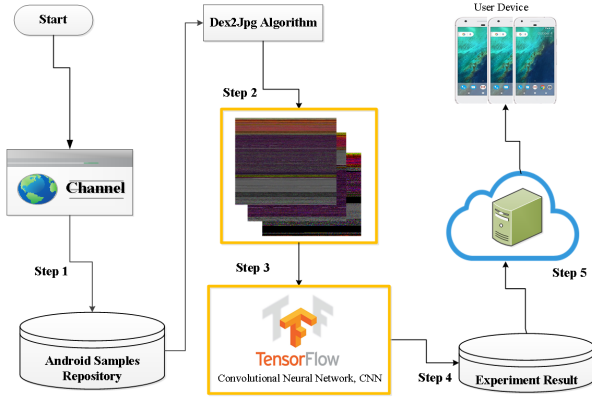 Start
Channel
Step 1
Android Samples
Repository
Dex2Jpg Algorithm
Step 2
Step 3
TensorFlow
Convolutional Neural Network, CNN
Step 4
Experiment Result
Step 5
User Device